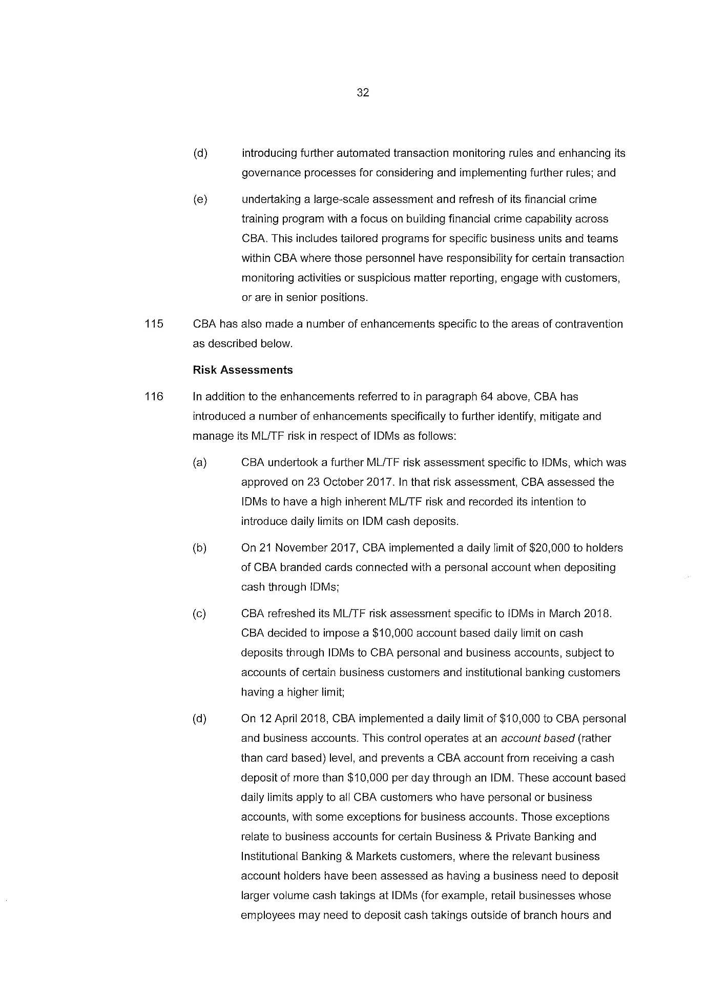 32
(d) introducing further automated transaction monitoring rules and enhancing its
governance processes for considering and implementing further rules; and
(e) undertaking a large-scale assessment and refresh of its financial crime
training program with a focus on building financial crime capability across
CBA. This includes tailored programs for specific business units and teams
within CBA where those personnel have responsibility for certain transaction
monitoring activities or suspicious matter reporting, engage with customers,
or are in senior positions.
115 CBA has also made a number of enhancements specific to the areas of contravention
as described below.
Risk Assessments
116 In addition to the enhancements referred to in paragraph 64 above, CBA has
introduced a number of enhancements specifically to further identify, mitigate and
manage its ML/TF risk in respect of IDMs as follows:
(a) CBA undertook a further ML/TF risk assessment specific to IDMs, which was
approved on 23 October 2017. In that risk assessment, CBA assessed the
IDMs to have a high inherent ML/TF risk and recorded its intention to
introduce daily limits on IDM cash deposits.
(b) On 21 November 2017, CBA implemented a daily limit of $20,000 to holders
of CBA branded cards connected with a personal account when depositing
cash through IDMs;
(c) CBA refreshed its ML/TF risk assessment specific to IDMs in March 2018.
CBA decided to impose a $10,000 account based daily limit on cash
deposits through IDMs to CBA personal and business accounts, subject to
accounts of certain business customers and institutional banking customers
having a higher limit;
(d) On 12 April 2018, CBA implemented a daily limit of $10,000 to CBA personal
and business accounts. This control operates at an account based (rather
than card based) level, and prevents a CBA account from receiving a cash
deposit of more than $10,000 per day through an IDM. These account based
daily limits apply to all CBA customers who have personal or business
accounts, with some exceptions for business accounts. Those exceptions
relate to business accounts for certain Business & Private Banking and
Institutional Banking & Markets customers, where the relevant business
account holders have been assessed as having a business need to deposit
larger volume cash takings at IDMs (for example, retail businesses whose
employees may need to deposit cash takings outside of branch hours and